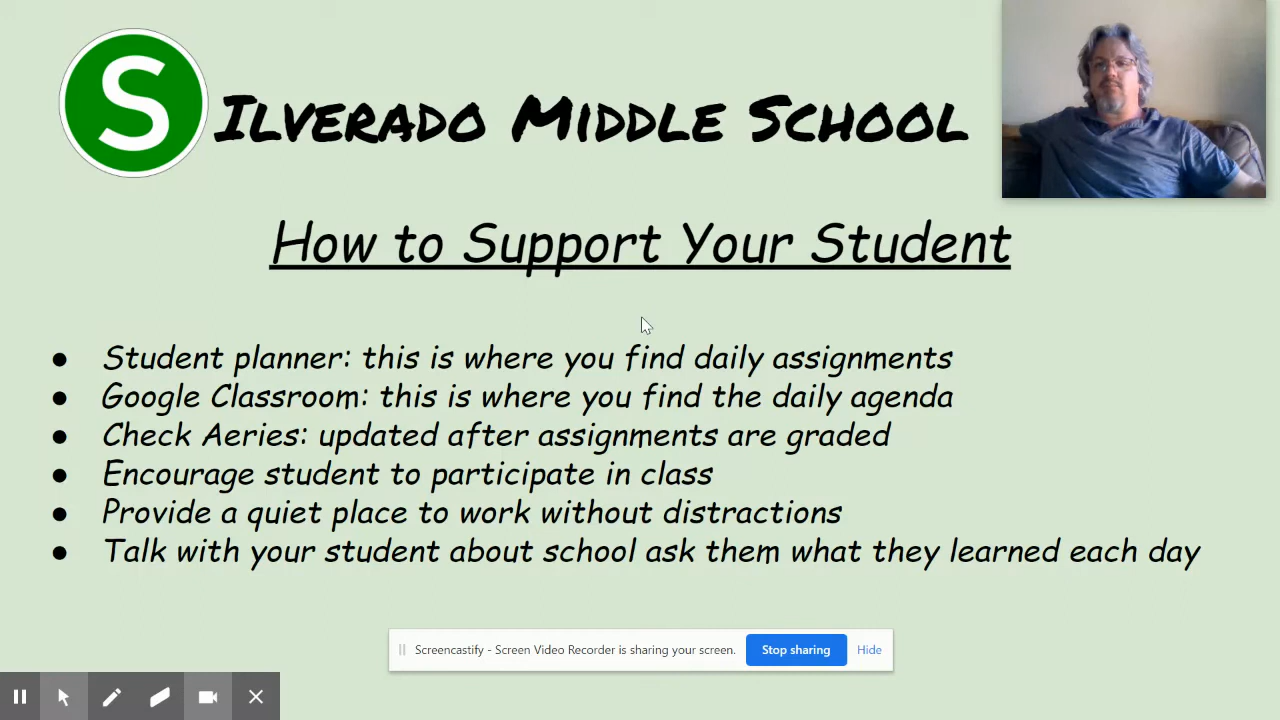 SILVERADO MIDDLE SCHOOL
How to Support Your Student
● Student planner: this is where you find daily assignments
● Google Classroom: this is where you find the daily agenda
● Check Aeries: updated after assignments are graded
● Encourage student to participate in class
● Provide a quiet place to work without distractions
● Talk with your student about school ask them what they learned each day
Screencastify - Screen Video Recorder is sharing your screen. Stop sharing Hide